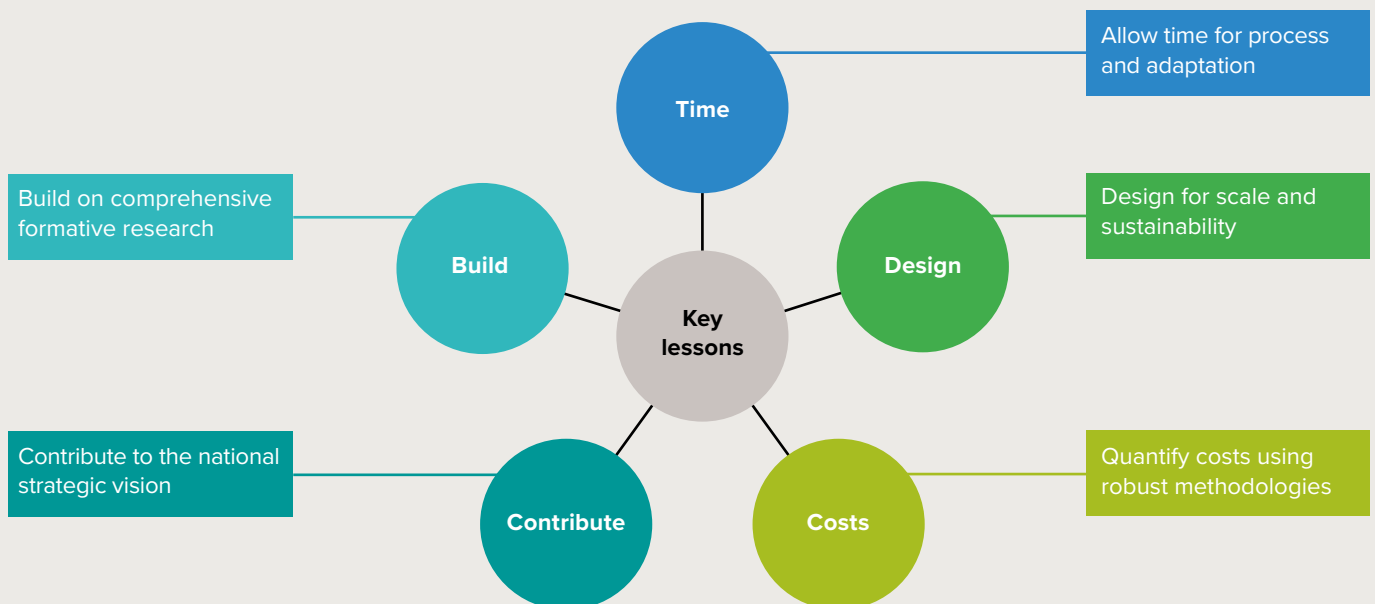 Time
Allow time for process
and adaptation
Build on comprehensive
formative research
Build
Design
Design for scale and
sustainability
Key
lessons
Contribute to the national
strategic vision
Contribute
Costs
Quantify costs using
robust methodologies